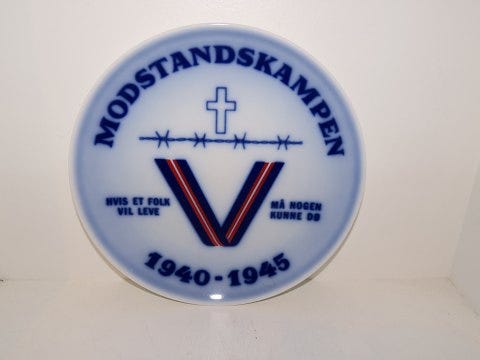 MODSTANDSKAMPEN
HVIS ET FOLK
VIL LEVE
MÅ NOGEN
KUNNE DØ
V
1940-1945